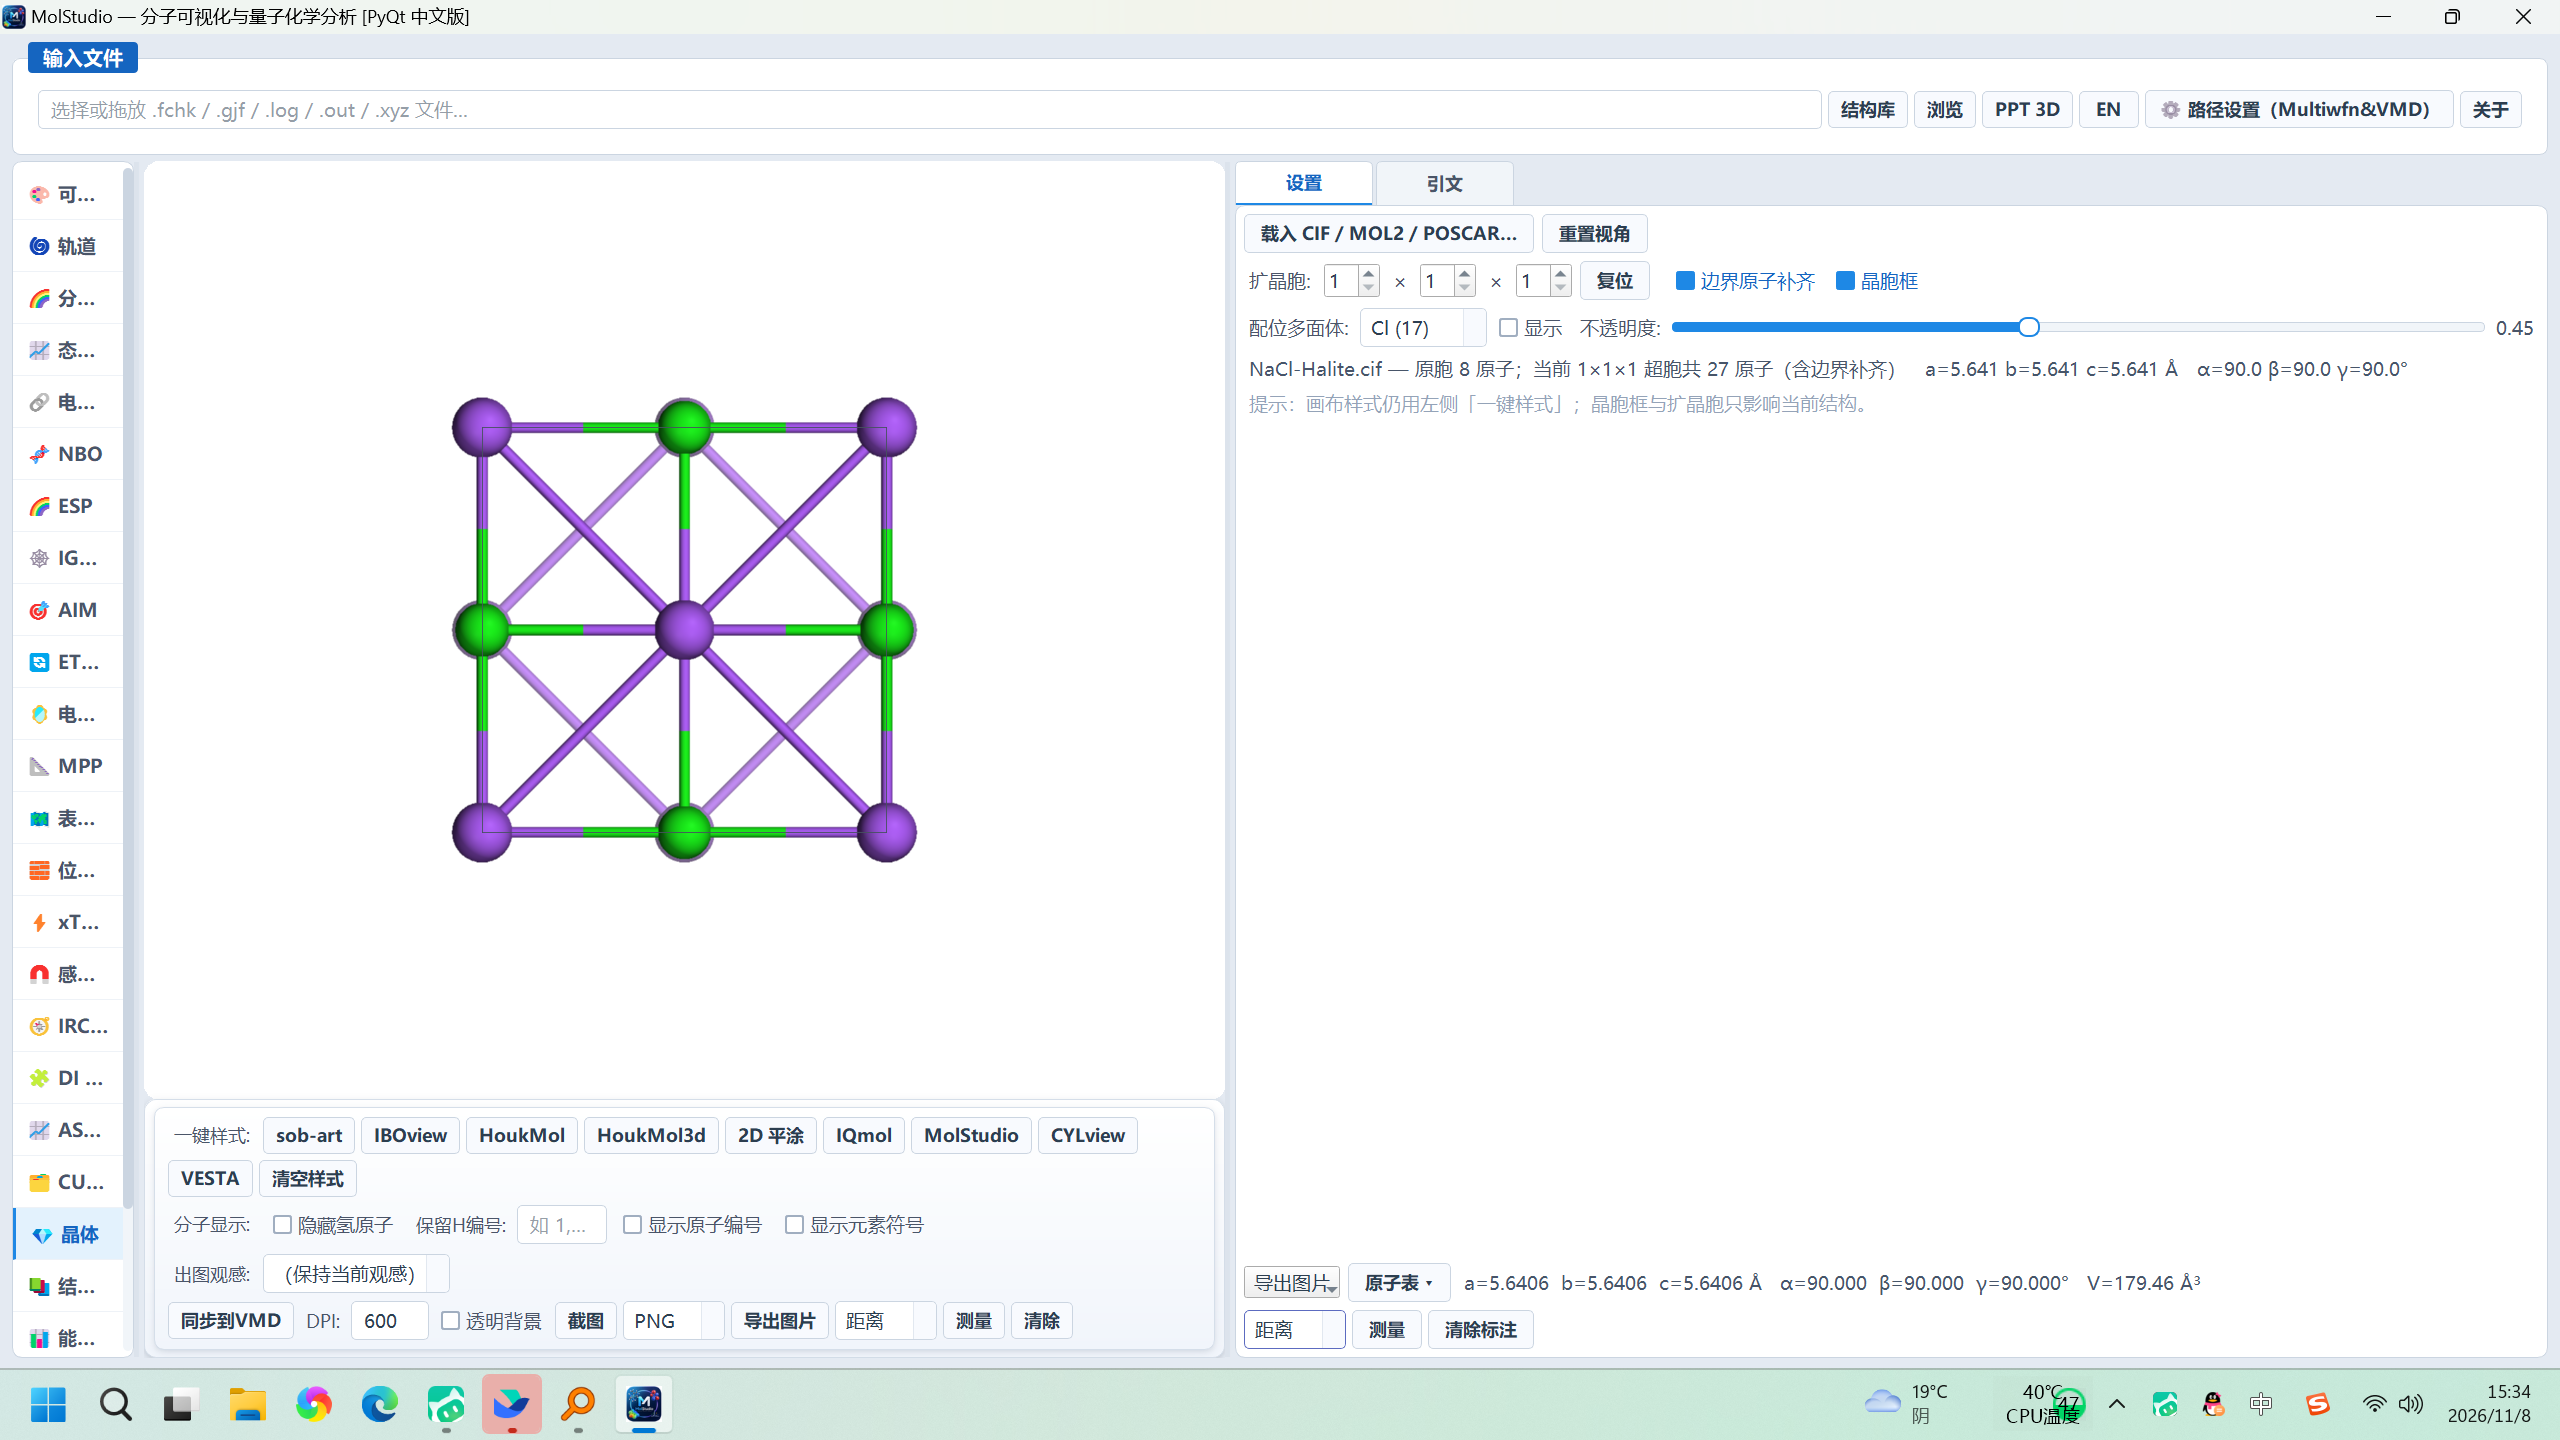 MolStudio — 分子可视化与量子化学分析 [PyQt 中文版]
输入文件
选择或拖放 .fchk / .gjf / .log / .out / .xyz 文件...
结构库 浏览 PPT 3D EN 路径设置（Multiwfn&VMD） 关于
可...
轨道
分...
态...
电...
NBO
ESP
IG...
AIM
ET...
电...
MPP
表...
位...
xT...
感...
IRC...
DI ...
AS...
CU...
晶体
结...
能...
设置 引文
载入 CIF / MOL2 / POSCAR... 重置视角
扩晶胞: 1 × 1 × 1 复位 边界原子补齐 晶胞框
配位多面体: Cl (17) 显示 不透明度: 0.45
NaCl-Halite.cif — 原胞 8 原子；当前 1×1×1 超胞共 27 原子（含边界补齐） a=5.641 b=5.641 c=5.641 Å α=90.0 β=90.0 γ=90.0°
提示：画布样式仍用左侧「一键样式」；晶胞框与扩晶胞只影响当前结构。
一键样式: sob-art IBOview HoukMol HoukMol3d 2D 平涂 IQmol MolStudio CYLview
VESTA 清空样式
分子显示: 隐藏氢原子 保留H编号: 如 1,... 显示原子编号 显示元素符号
出图观感: （保持当前观感）
同步到VMD DPI: 600 透明背景 截图 PNG 导出图片 距离 测量 清除
导出图片 原子表 a=5.6406 b=5.6406 c=5.6406 Å α=90.000 β=90.000 γ=90.000° V=179.46 Å³
距离 测量 清除标注
19°C
阴
40℃
CPU温度
47
中
15:34
2026/11/8